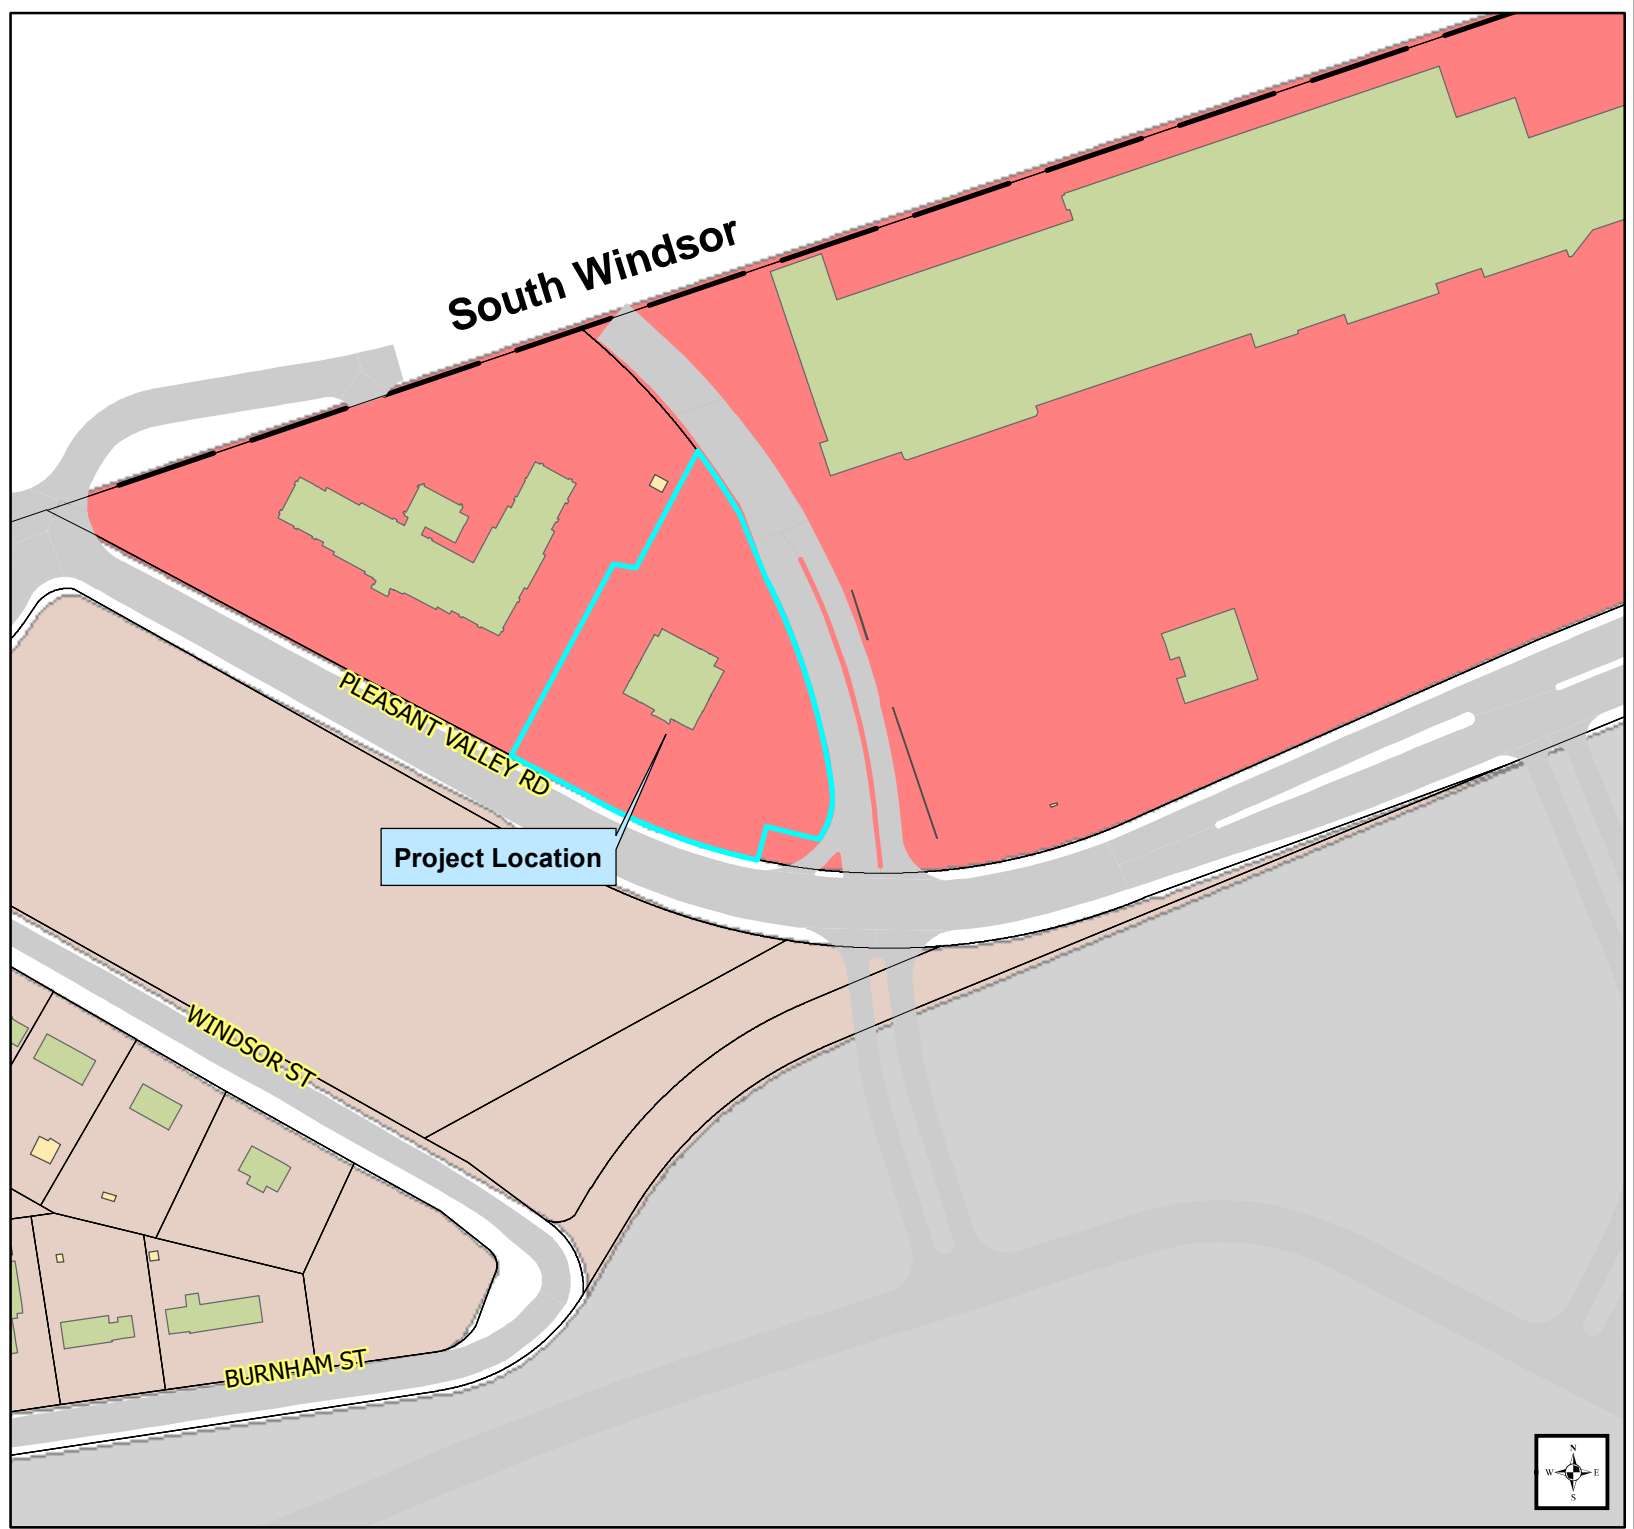 South Windsor
PLEASANT VALLEY RD
Project Location
WINDSOR ST
BURNHAM ST
N
W E
S